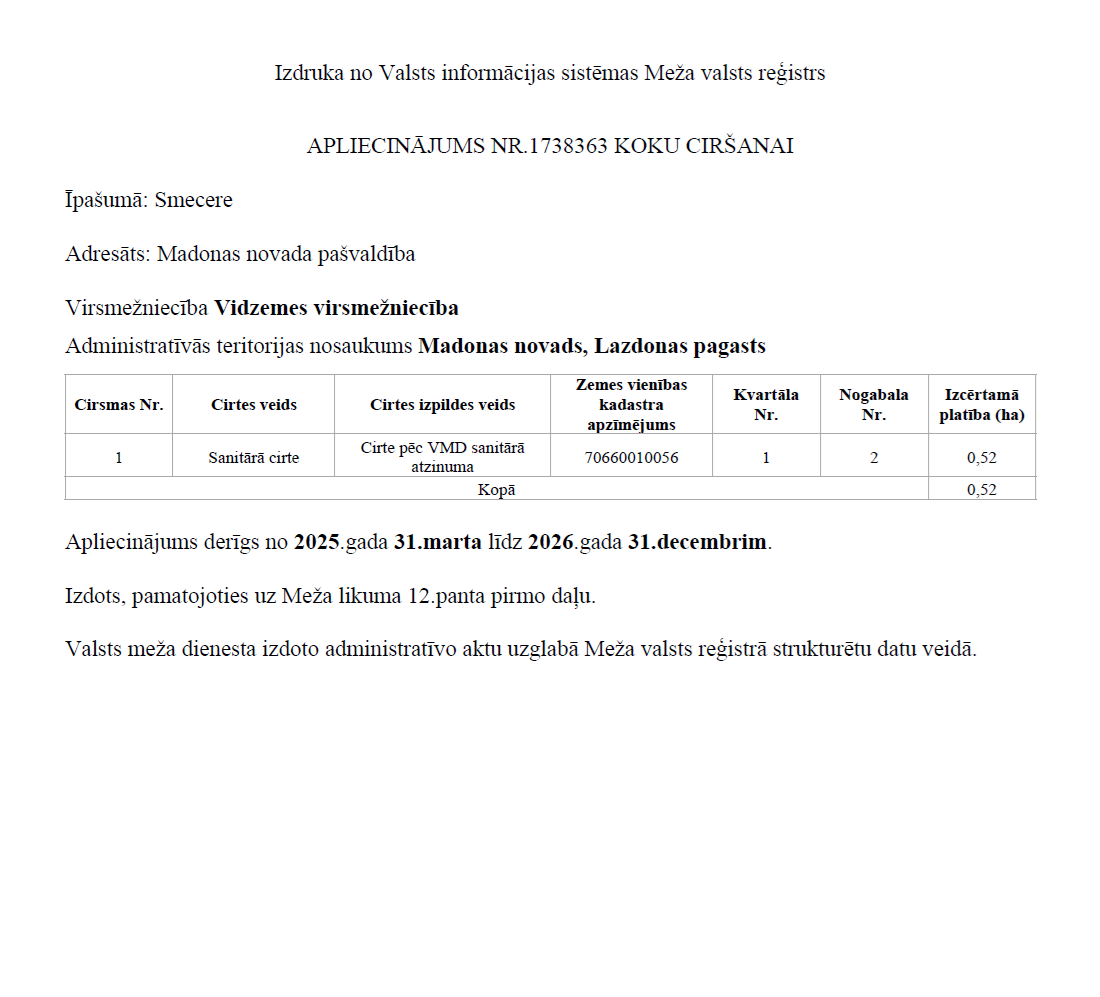 Izdruka no Valsts informācijas sistēmas Meža valsts reģistrs
APLIECINĀJUMS NR.1738363 KOKU CIRŠANAI
Īpašumā: Smecere
Adresāts: Madonas novada pašvaldība
Virsmežniecība Vidzemes virsmežniecība
Administratīvās teritorijas nosaukums Madonas novads, Lazdonas pagasts
Cirsmas Nr. Cirtes veids Cirtes izpildes veids Zemes vienības kadastra apzīmējums Kvartāla Nr. Nogabala Nr. Izcērtamā platība (ha)
1 Sanitārā cirte Cirte pēc VMD sanitārā atzinuma 70660010056 1 2 0,52
Kopā 0,52
Apliecinājums derīgs no 2025.gada 31.marta līdz 2026.gada 31.decembrim.
Izdots, pamatojoties uz Meža likuma 12.panta pirmo daļu.
Valsts meža dienesta izdoto administratīvo aktu uzglabā Meža valsts reģistrā strukturētu datu veidā.